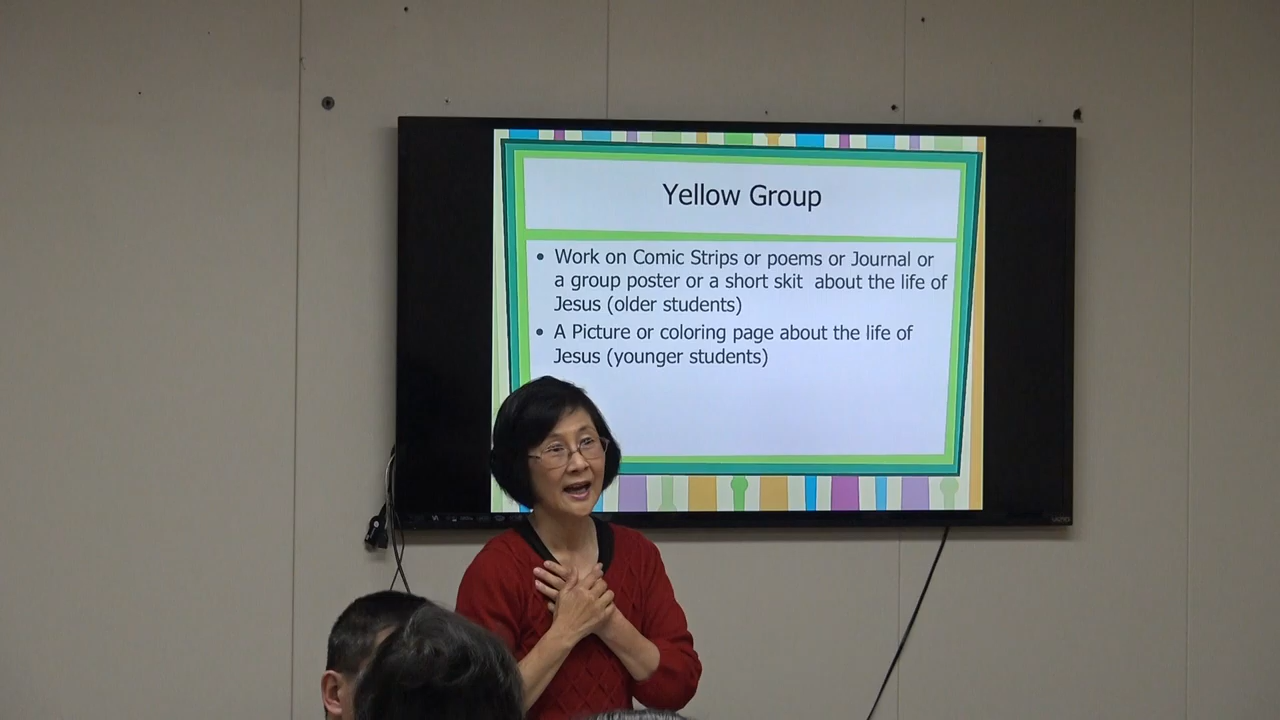 Yellow Group
• Work on Comic Strips or poems or Journal or
a group poster or a short skit about the life of
Jesus (older students)
• A Picture or coloring page about the life of
Jesus (younger students)